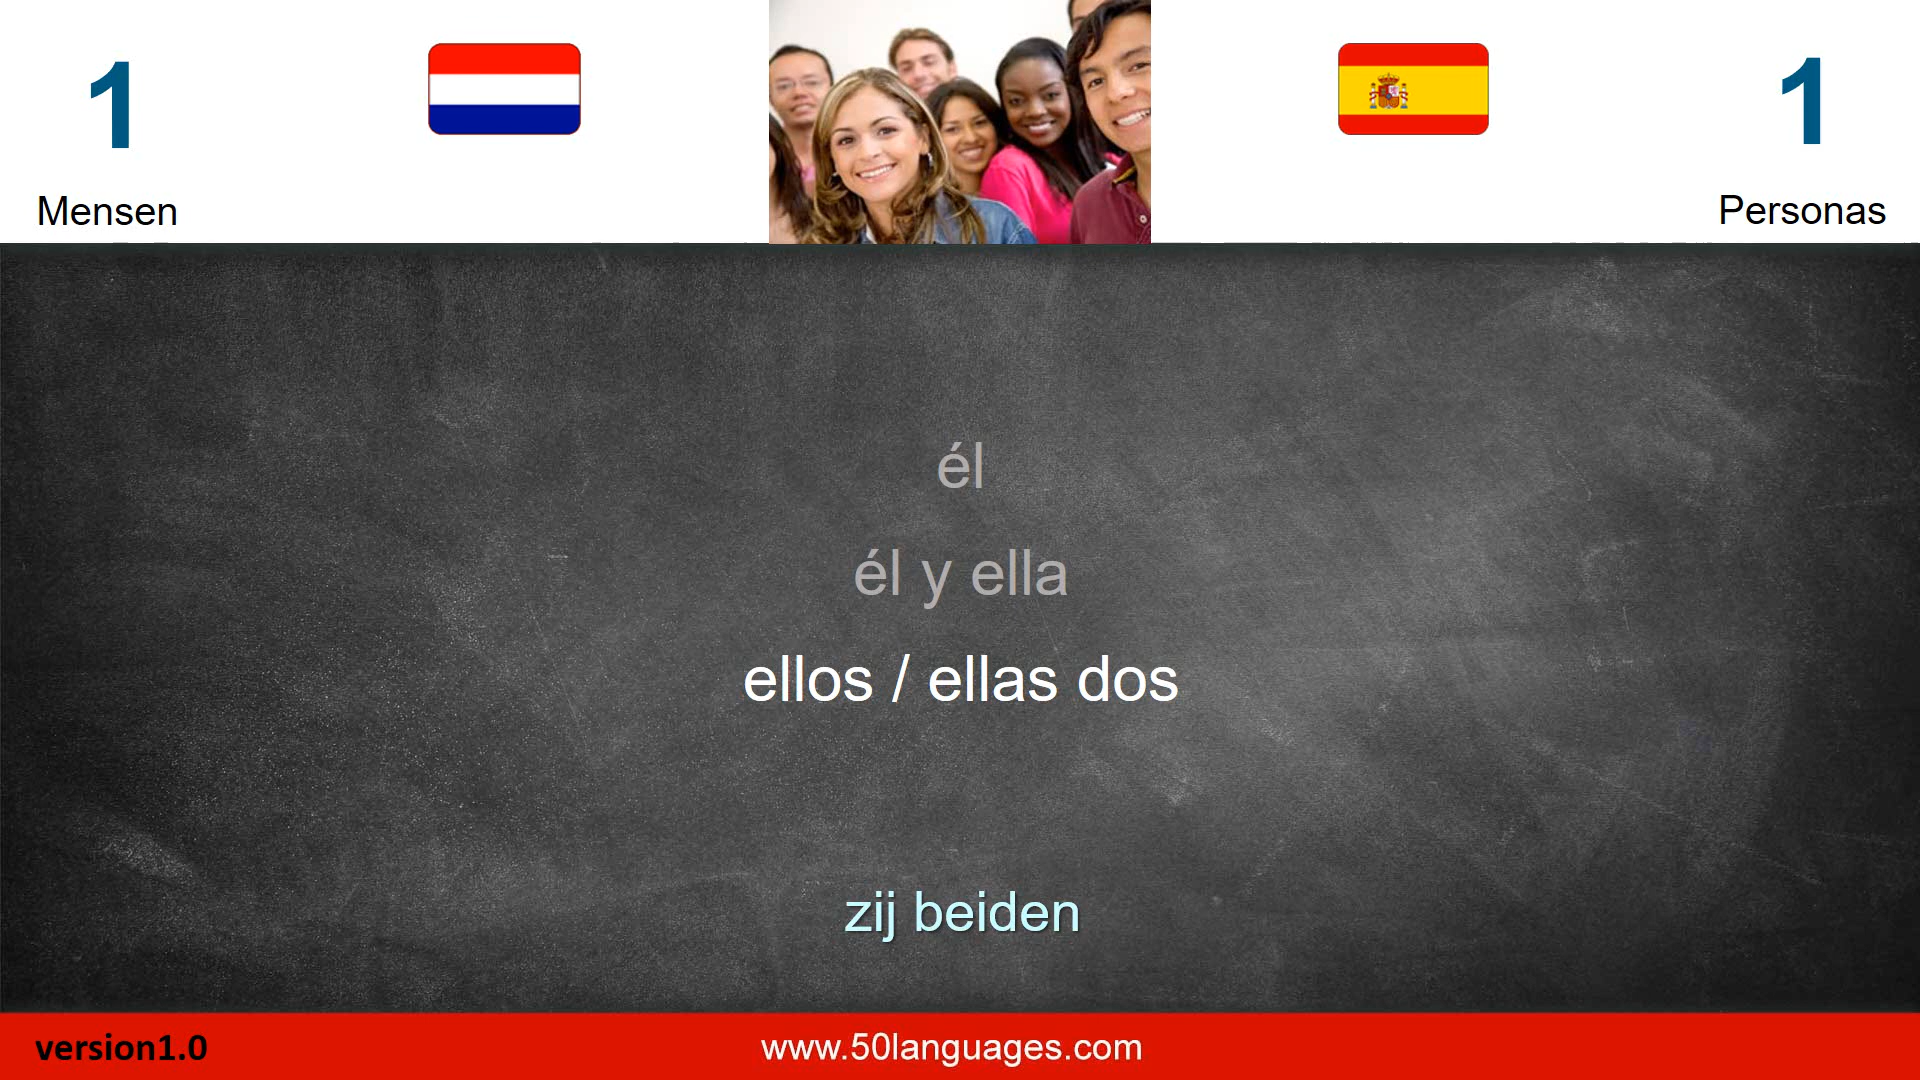 1
1
Mensen
Personas
él
él y ella
ellos / ellas dos
zij beiden
version1.0
www.50languages.com